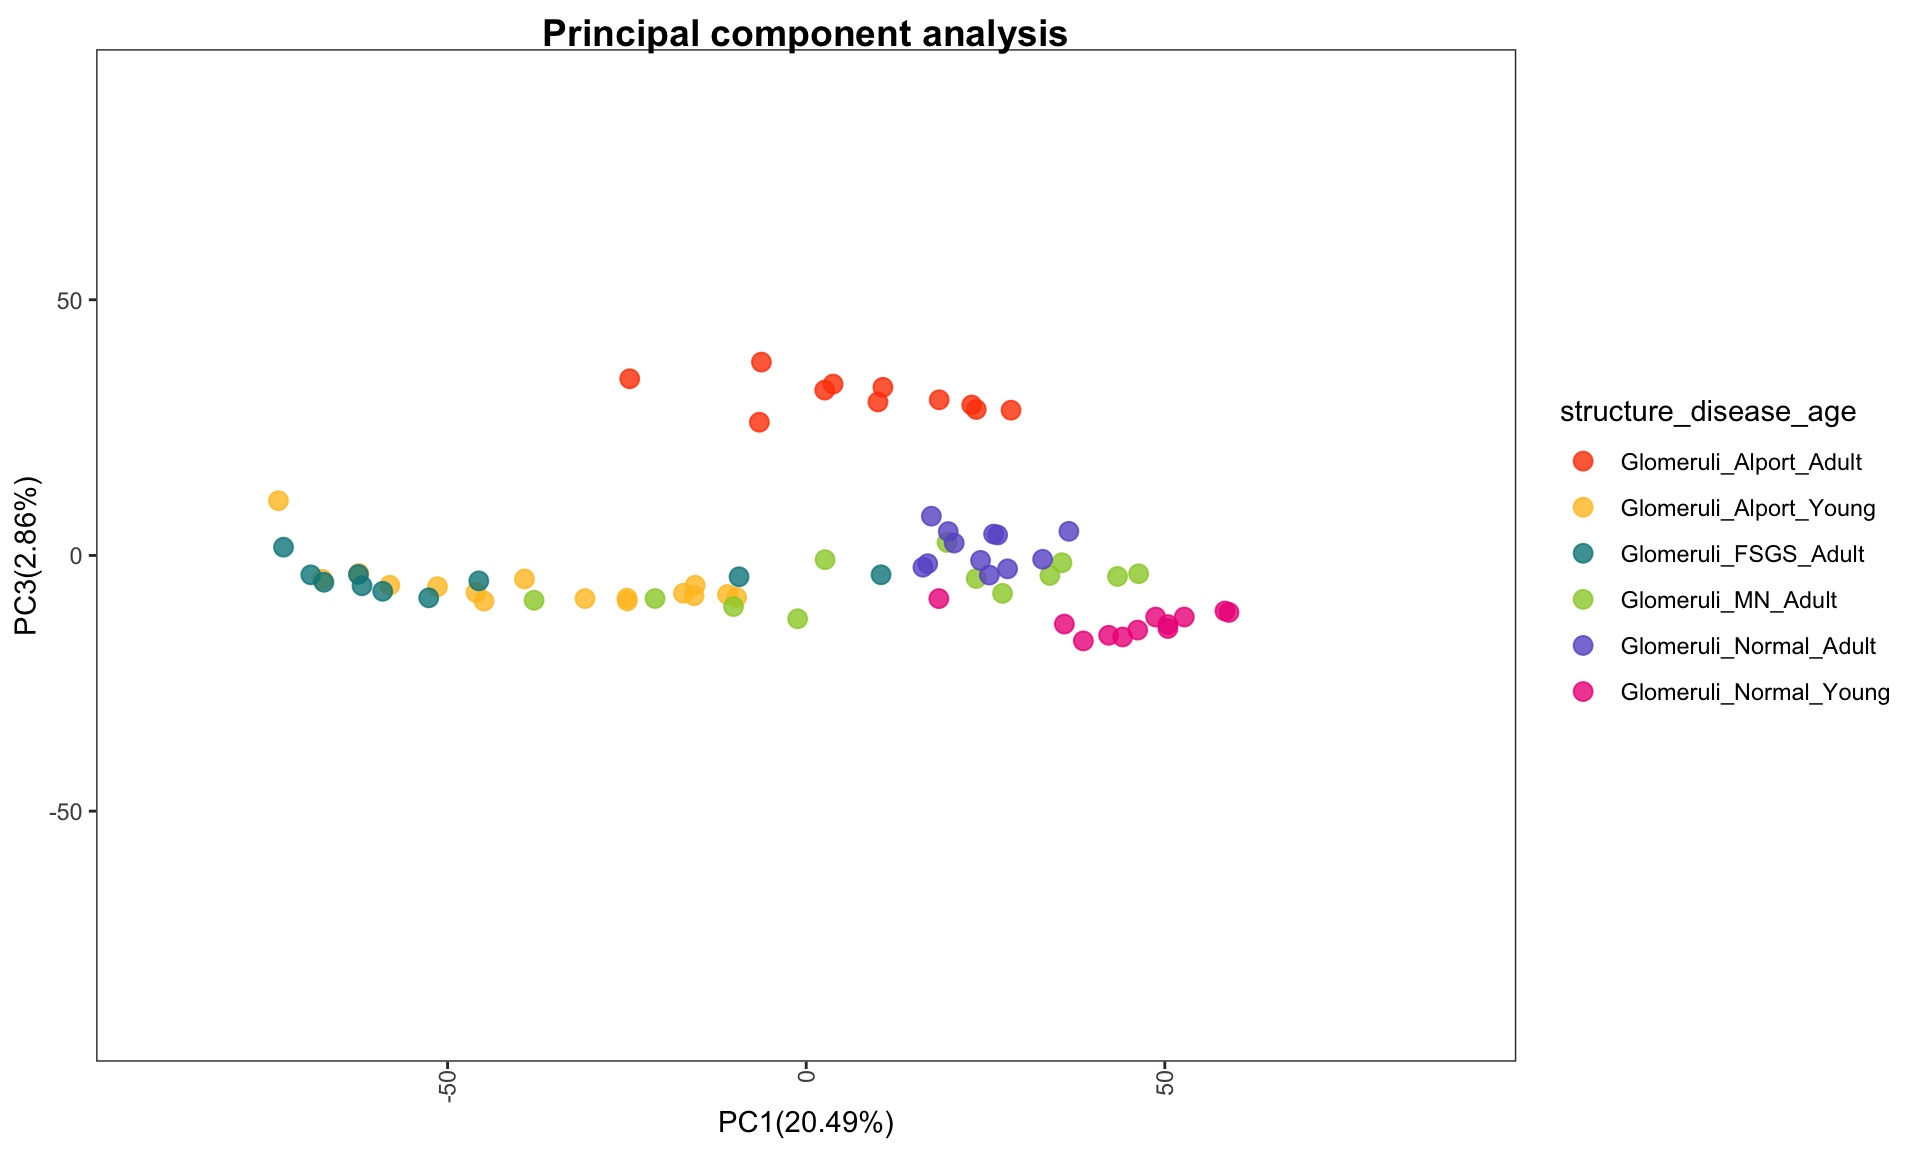 Principal component analysis
PC3(2.86%)
50
0
-50
-50
0
50
PC1(20.49%)
structure_disease_age
Glomeruli_Alport_Adult
Glomeruli_Alport_Young
Glomeruli_FSGS_Adult
Glomeruli_MN_Adult
Glomeruli_Normal_Adult
Glomeruli_Normal_Young